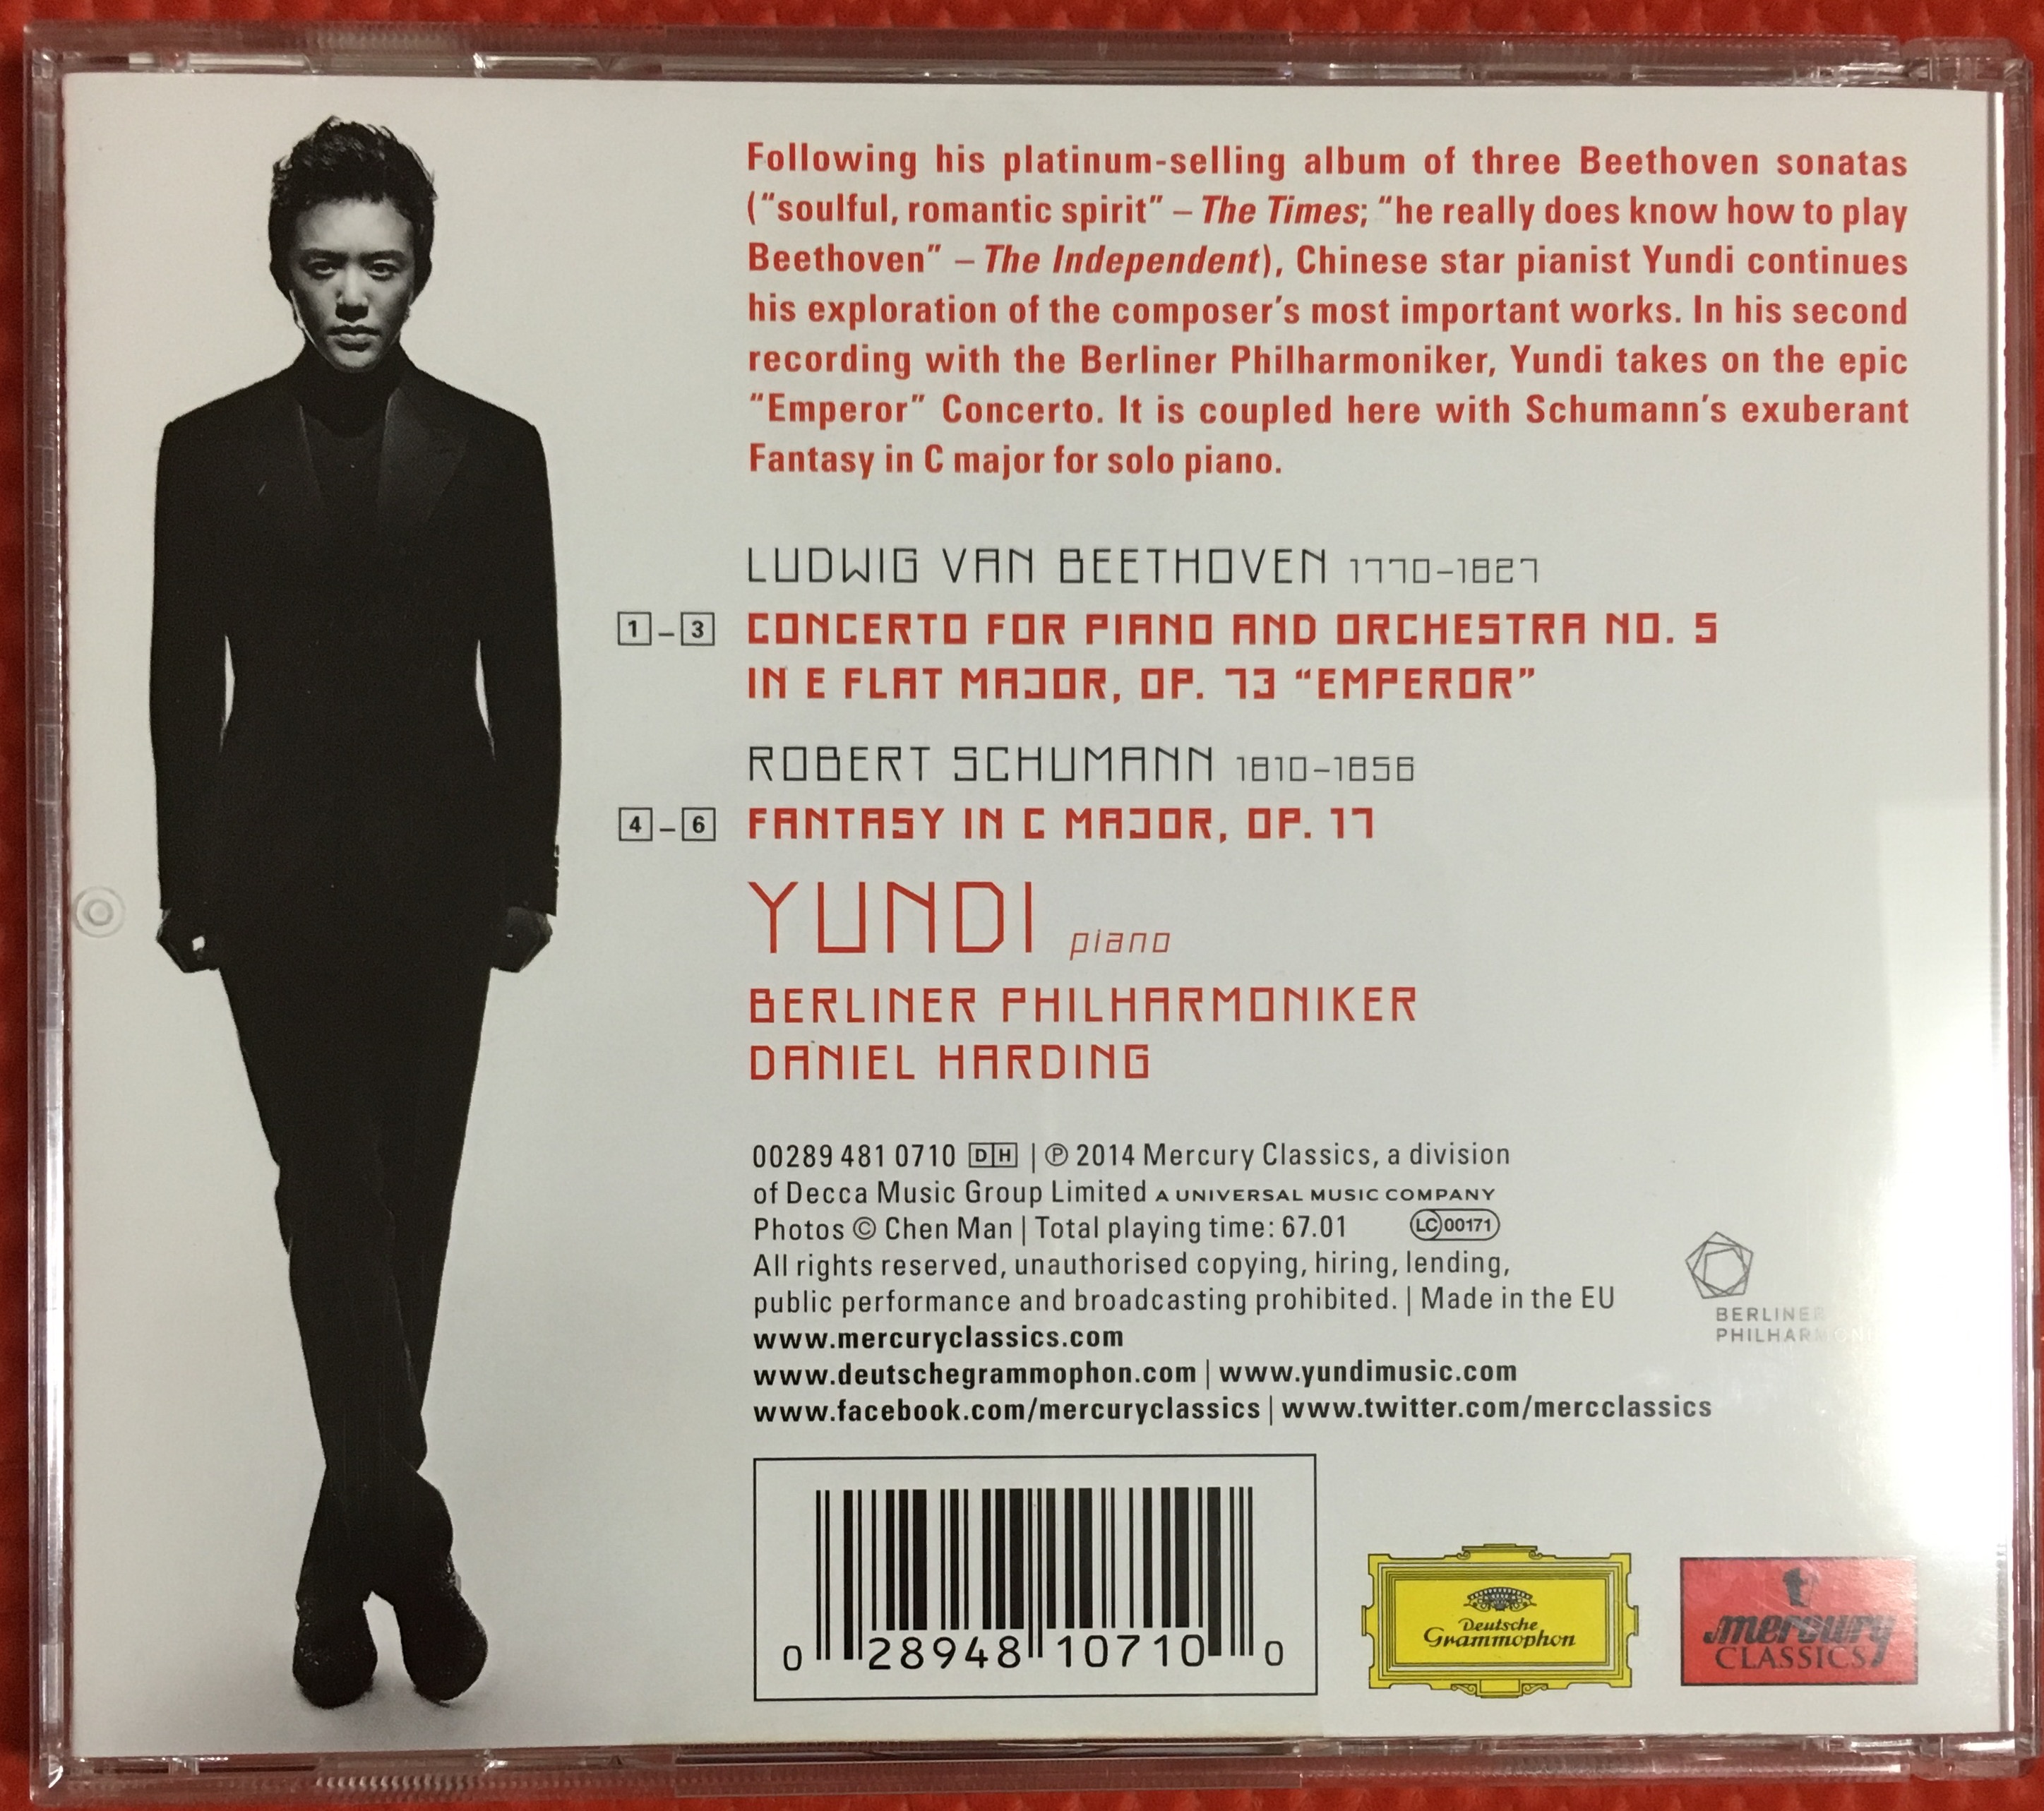 Following his platinum-selling album of three Beethoven sonatas
("soulful, romantic spirit" – The Times; "he really does know how to play
Beethoven" – The Independent), Chinese star pianist Yundi continues
his exploration of the composer's most important works. In his second
recording with the Berliner Philharmoniker, Yundi takes on the epic
"Emperor" Concerto. It is coupled here with Schumann's exuberant
Fantasy in C major for solo piano.
LUDWIG VAN BEETHOVEN 1770–1827
1 – 3 CONCERTO FOR PIANO AND ORCHESTRA NO. 5
IN E FLAT MAJOR, OP. 73 "EMPEROR"
ROBERT SCHUMANN 1810–1856
4 – 6 FANTASY IN C MAJOR, OP. 17
YUNDI piano
BERLINER PHILHARMONIKER
DANIEL HARDING
00289 481 0710 DH | ℗ 2014 Mercury Classics, a division
of Decca Music Group Limited A UNIVERSAL MUSIC COMPANY
Photos © Chen Man | Total playing time: 67.01 LC 00171
All rights reserved, unauthorised copying, hiring, lending,
public performance and broadcasting prohibited. | Made in the EU
www.mercuryclassics.com
www.deutschegrammophon.com | www.yundimusic.com
www.facebook.com/mercuryclassics | www.twitter.com/mercclassics
BERLINER
0 28948 10710 0
Deutsche
Grammophon
mercury
CLASSICS